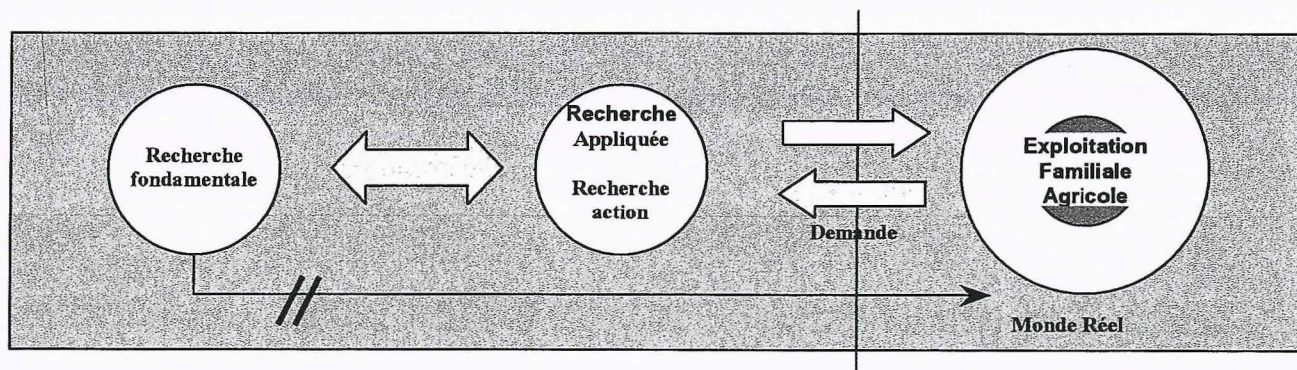 Recherche
fondamentale
Recherche
Appliquée
Recherche
action
Demande
Exploitation
Familiale
Agricole
Monde Réel